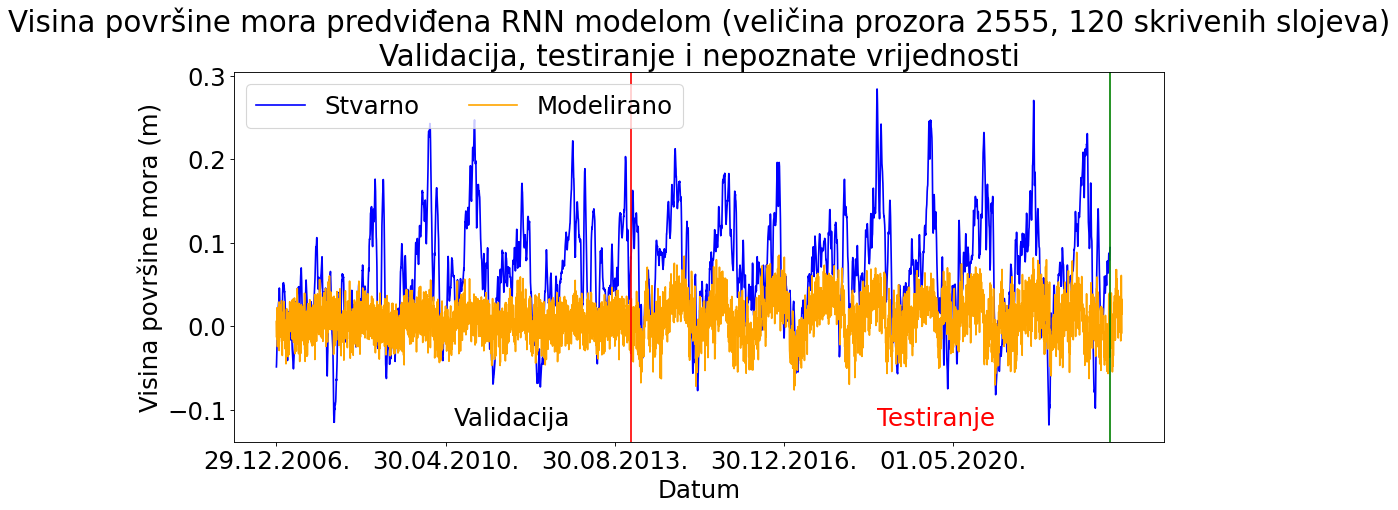 Visina površine mora predviđena RNN modelom (veličina prozora 2555, 120 skrivenih slojeva)
Validacija, testiranje i nepoznate vrijednosti
Stvarno Modelirano
Visina površine mora (m)
0.3
0.2
0.1
0.0
−0.1
Validacija
Testiranje
29.12.2006. 30.04.2010. 30.08.2013. 30.12.2016. 01.05.2020.
Datum